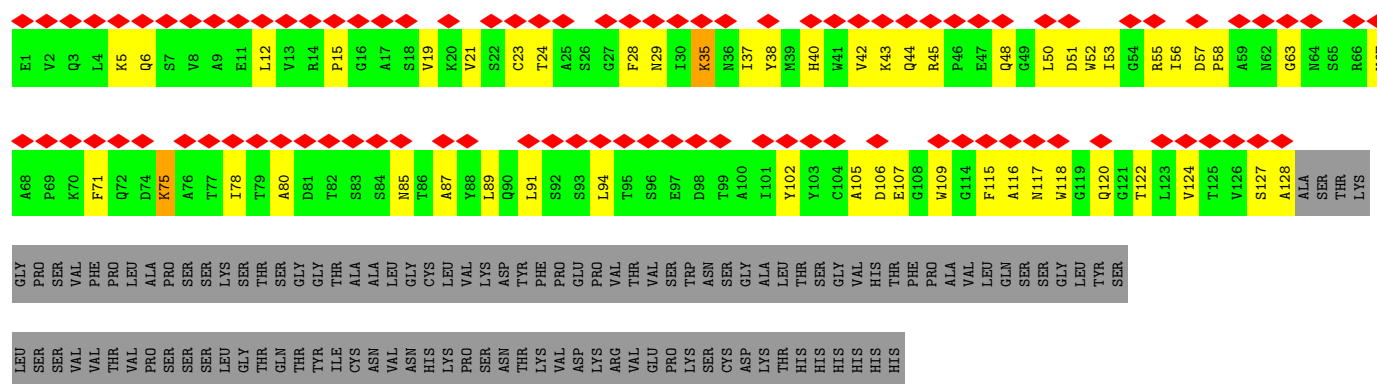 E1 V2 Q3 L4 K5 Q6 S7 V8 A9 E11 L12 V13 R14 P15 G16 A17 S18 V19 K20 V21 S22 C23 T24 A25 S26 G27 F28 N29 I30 K35 N36 I37 Y38 M39 H40 W41 V42 K43 Q44 R45 P46 E47 Q48 G49 L50 D51 W52 I53 G54 R55 I56 D57 P58 A59 N62 G63 N64 S65 R66
A68 P69 K70 F71 Q72 D74 K75 A76 T77 I78 T79 A80 D81 T82 S83 S84 N85 T86 A87 Y88 L89 Q90 L91 S92 S93 L94 T95 S96 E97 D98 T99 A100 I101 Y102 Y103 C104 A105 D106 E107 G108 W109 G114 F115 A116 N117 W118 G119 Q120 G121 T122 L123 V124 T125 V126 S127 A128 ALA SER THR LYS
GLY PRO SER VAL PHE PRO LEU ALA PRO SER SER LYS SER THR SER GLY GLY THR ALA ALA LEU GLY CYS LEU VAL LYS ASP TYR PHE PRO GLU PRO VAL THR VAL SER TRP ASN SER GLY ALA LEU THR SER GLY VAL HIS THR PHE PRO ALA VAL LEU GLN SER SER GLY LEU TYR SER
LEU SER SER VAL VAL THR VAL PRO SER SER SER LEU GLY THR GLN THR TYR ILE CYS ASN VAL ASN HIS LYS PRO SER ASN THR LYS VAL ASP LYS ARG VAL GLU PRO LYS SER CYS ASP LYS THR HIS HIS HIS HIS HIS HIS